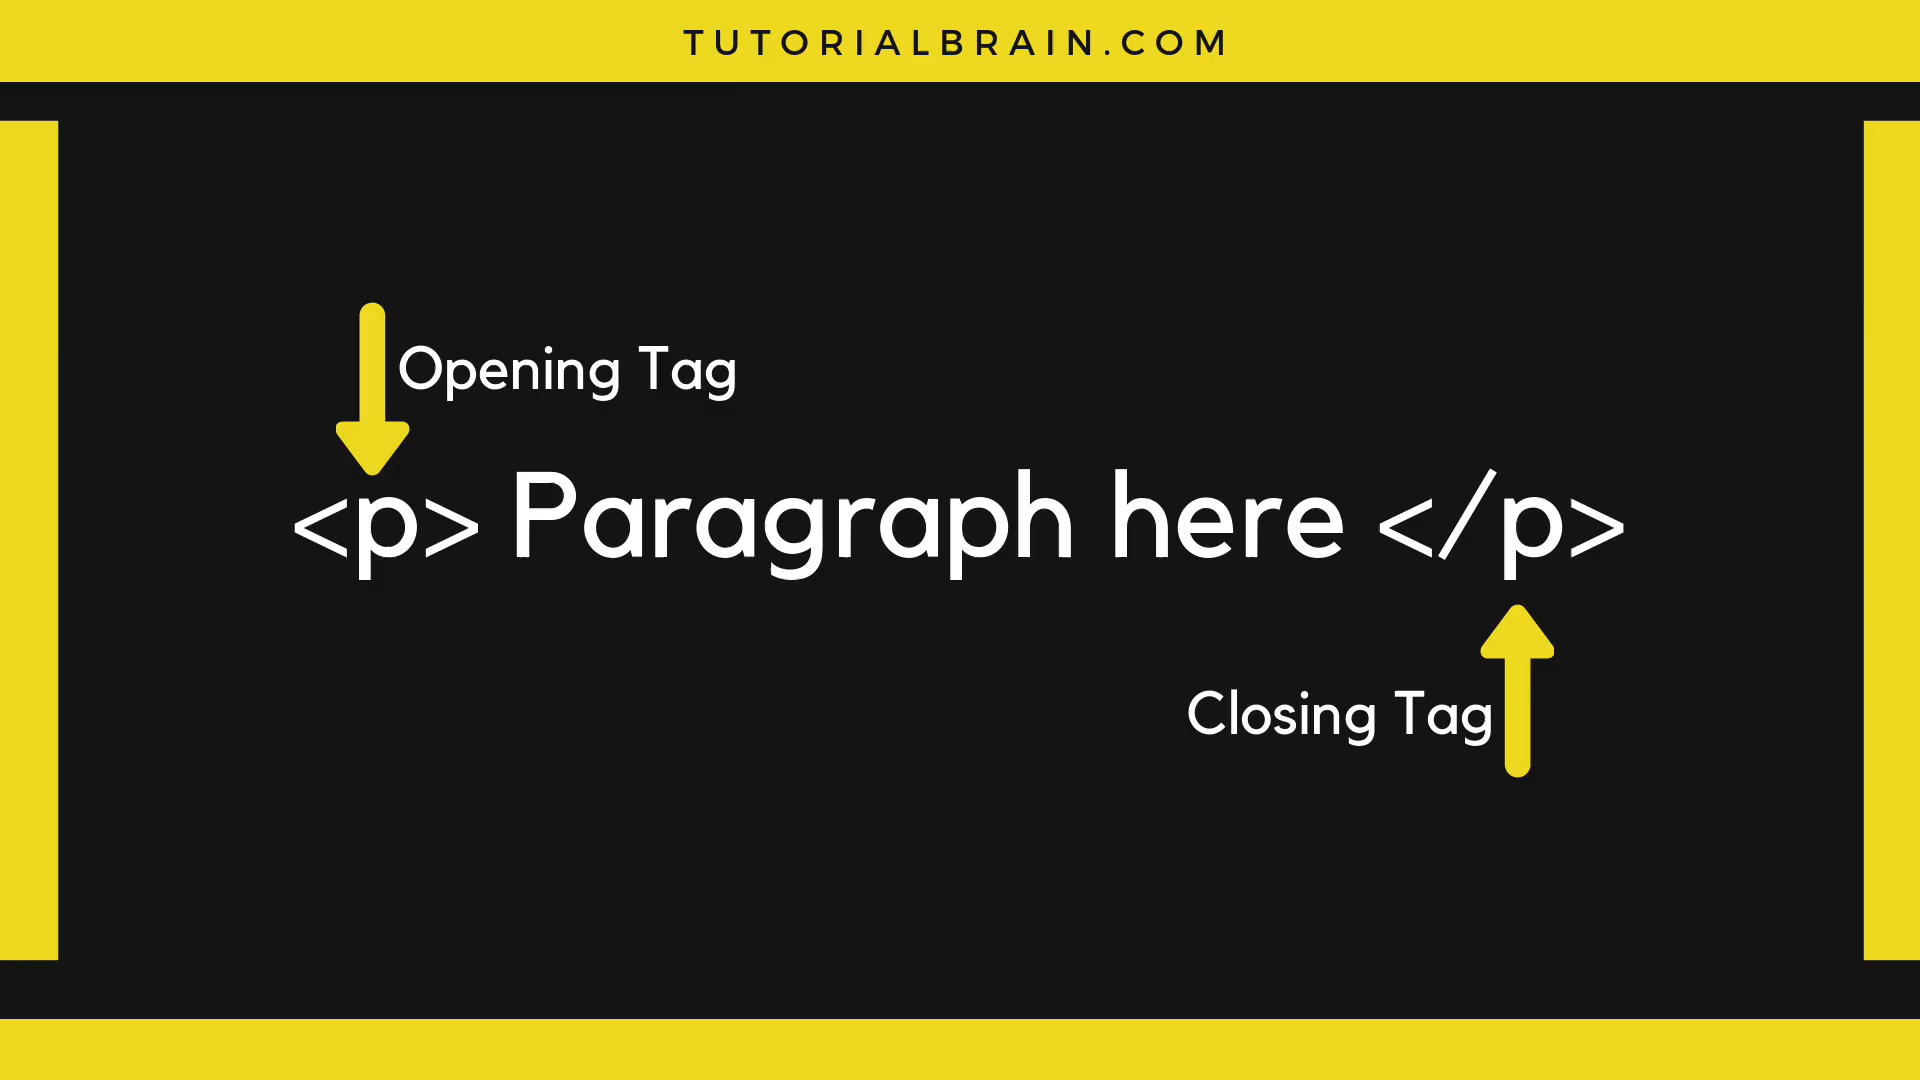 TUTORIALBRAIN.COM
Opening Tag
<p> Paragraph here </p>
Closing Tag